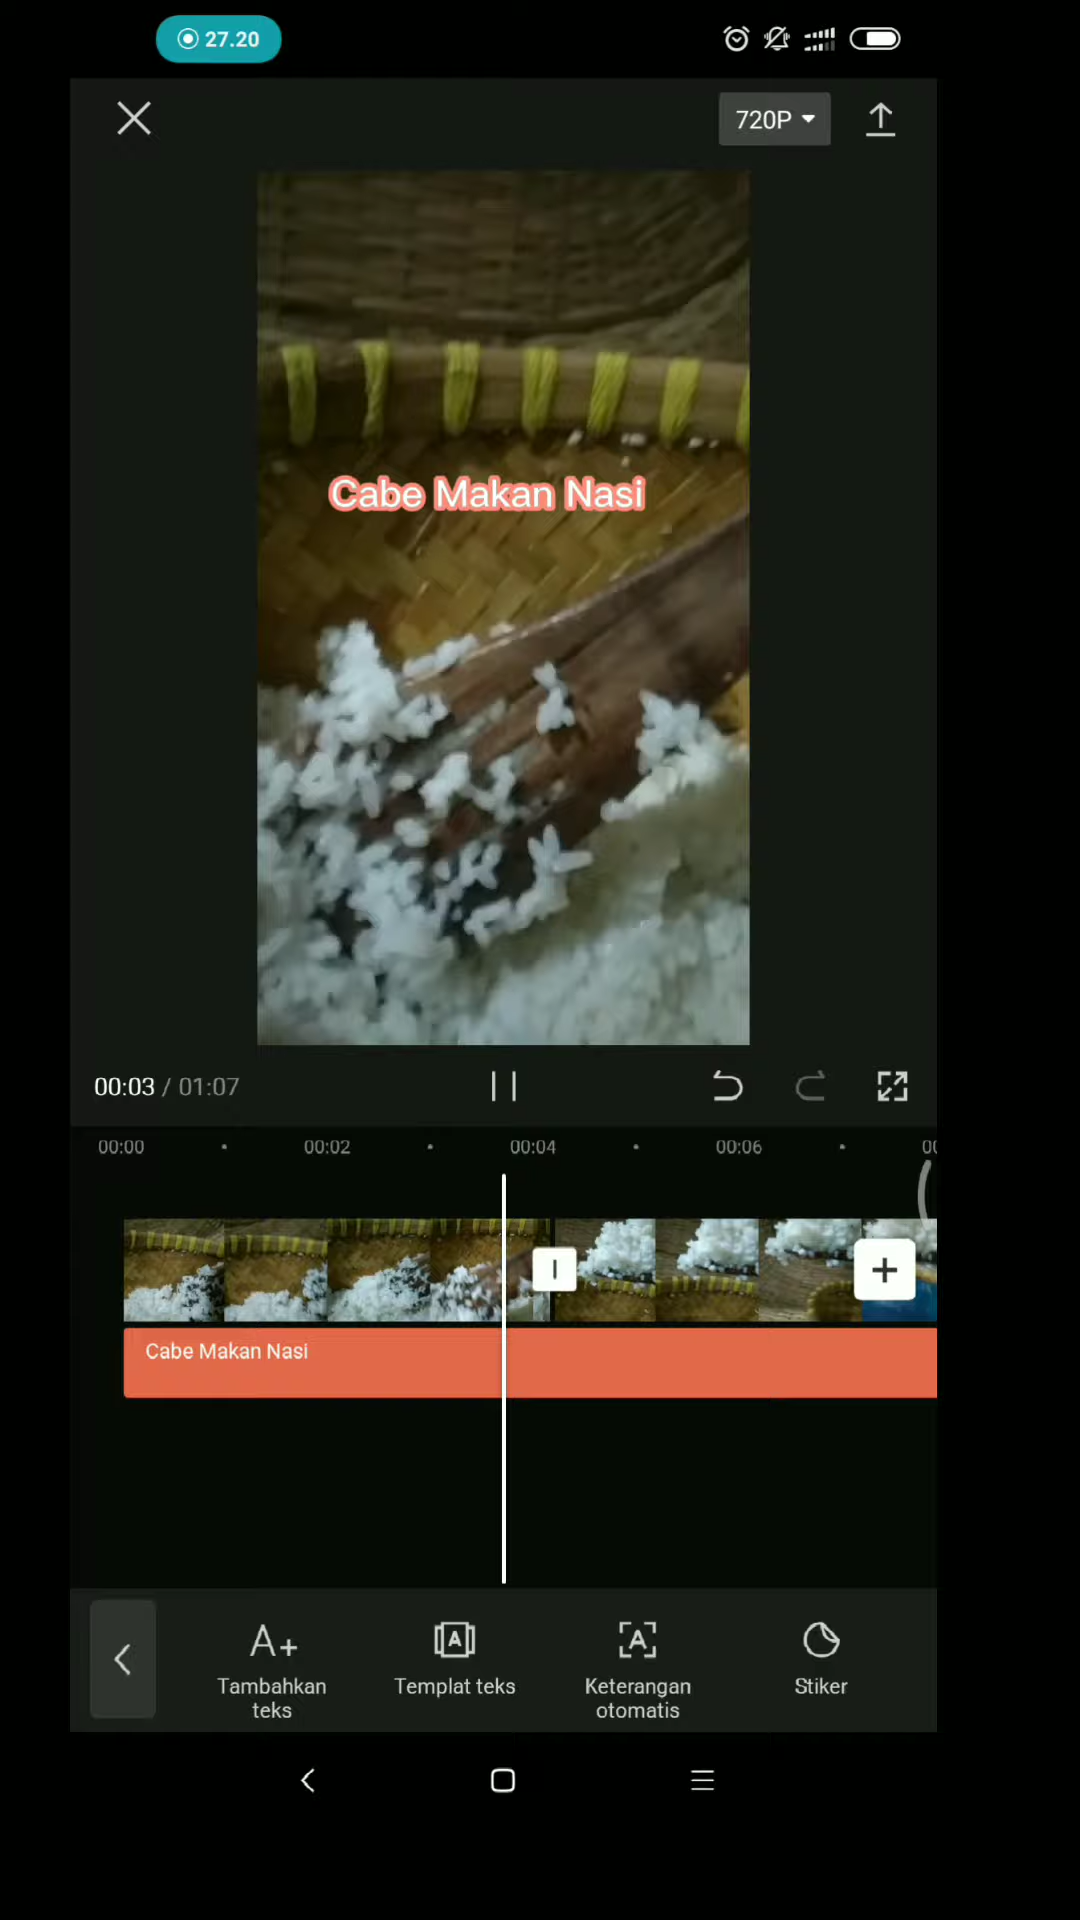 27.20
720P
Cabe Makan Nasi
00:03 / 01:07
00:00 00:02 00:04 00:06
Cabe Makan Nasi
A+
A
A
Tambahkan
teks
Templat teks
Keterangan
otomatis
Stiker